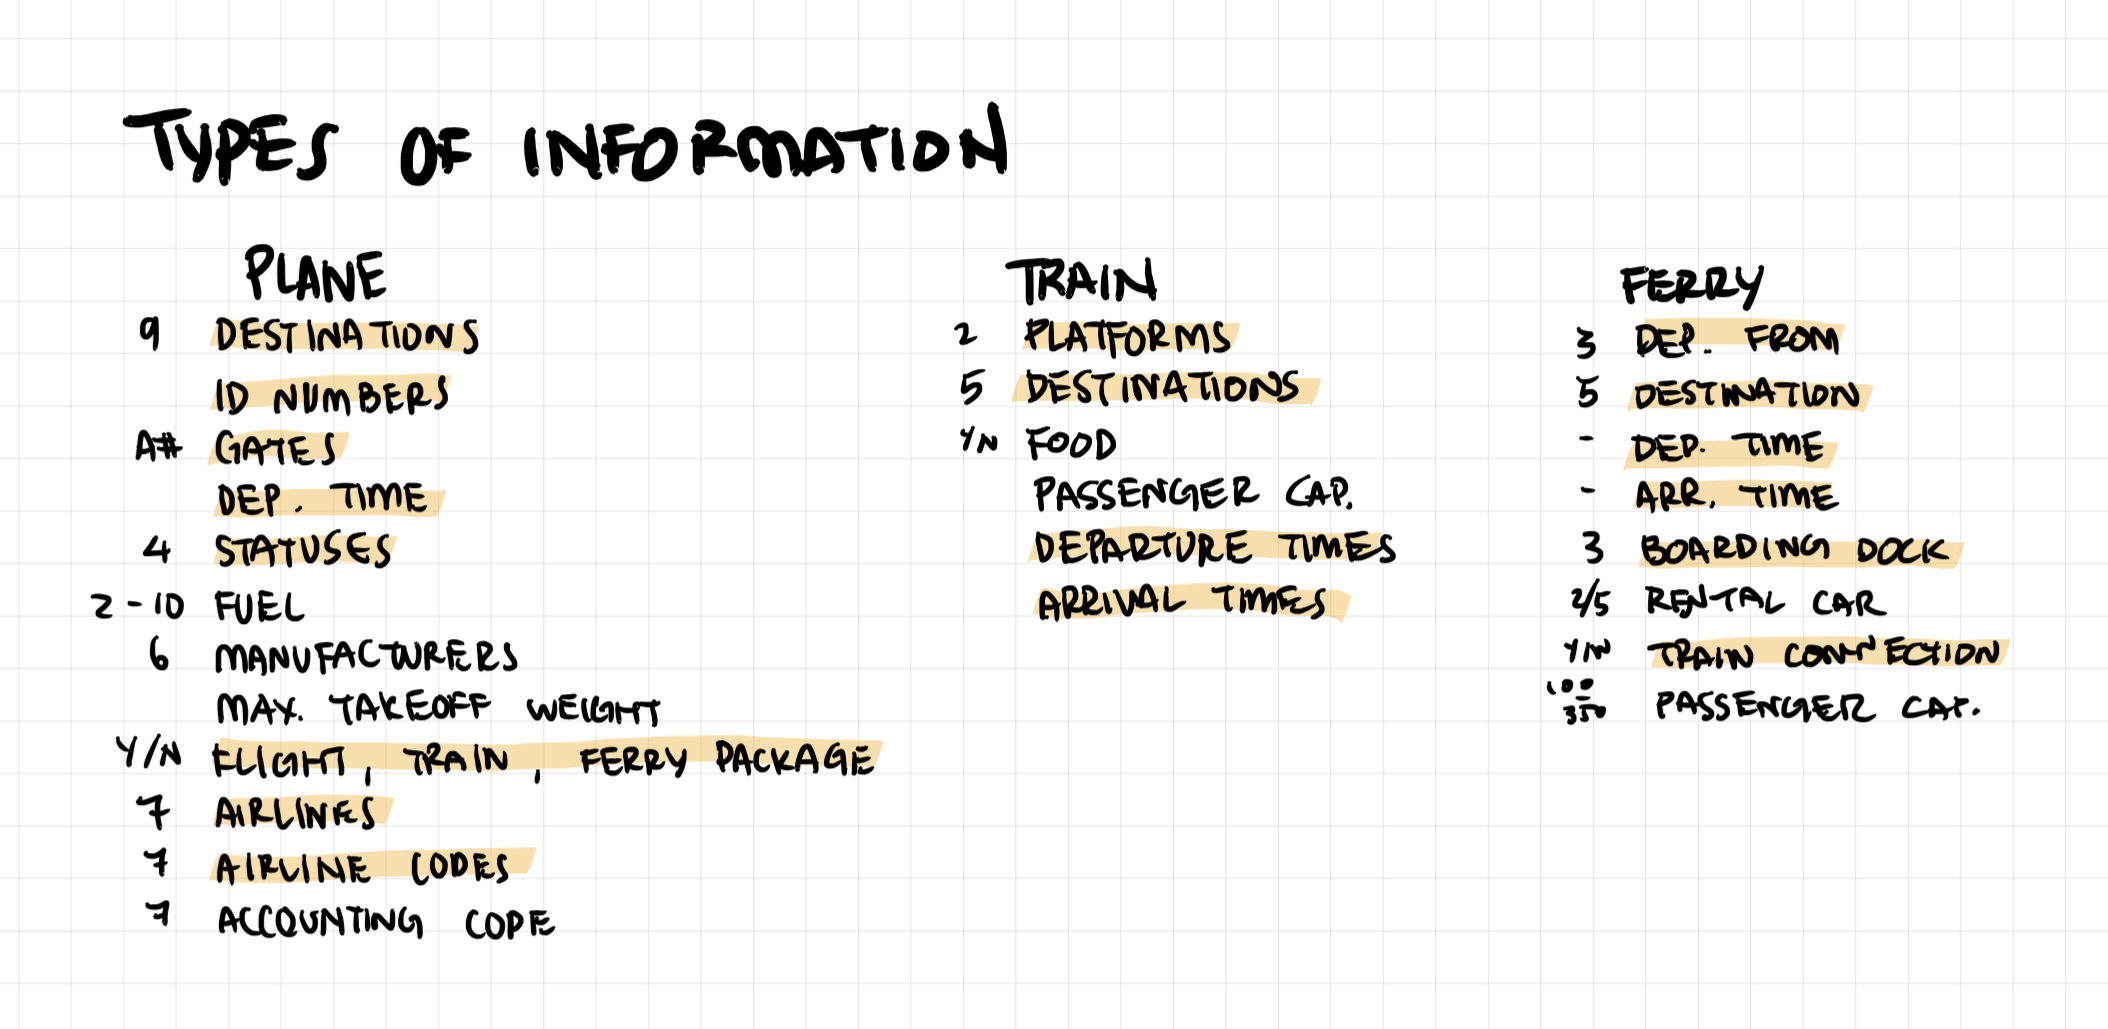 TYPES OF INFORMATION
PLANE
9 DESTINATIONS
ID NUMBERS
A# GATES
DEP. TIME
4 STATUSES
2-10 FUEL
6 MANUFACTURERS
MAX. TAKEOFF WEIGHT
Y/N FLIGHT, TRAIN, FERRY PACKAGE
7 AIRLINES
7 AIRLINE CODES
7 ACCOUNTING CODE
TRAIN
2 PLATFORMS
5 DESTINATIONS
Y/N FOOD
PASSENGER CAP.
DEPARTURE TIMES
ARRIVAL TIMES
FERRY
3 DEP. FROM
5 DESTINATION
- DEP. TIME
- ARR. TIME
3 BOARDING DOCK
2/5 RENTAL CAR
Y/N TRAIN CONNECTION
100-350 PASSENGER CAP.